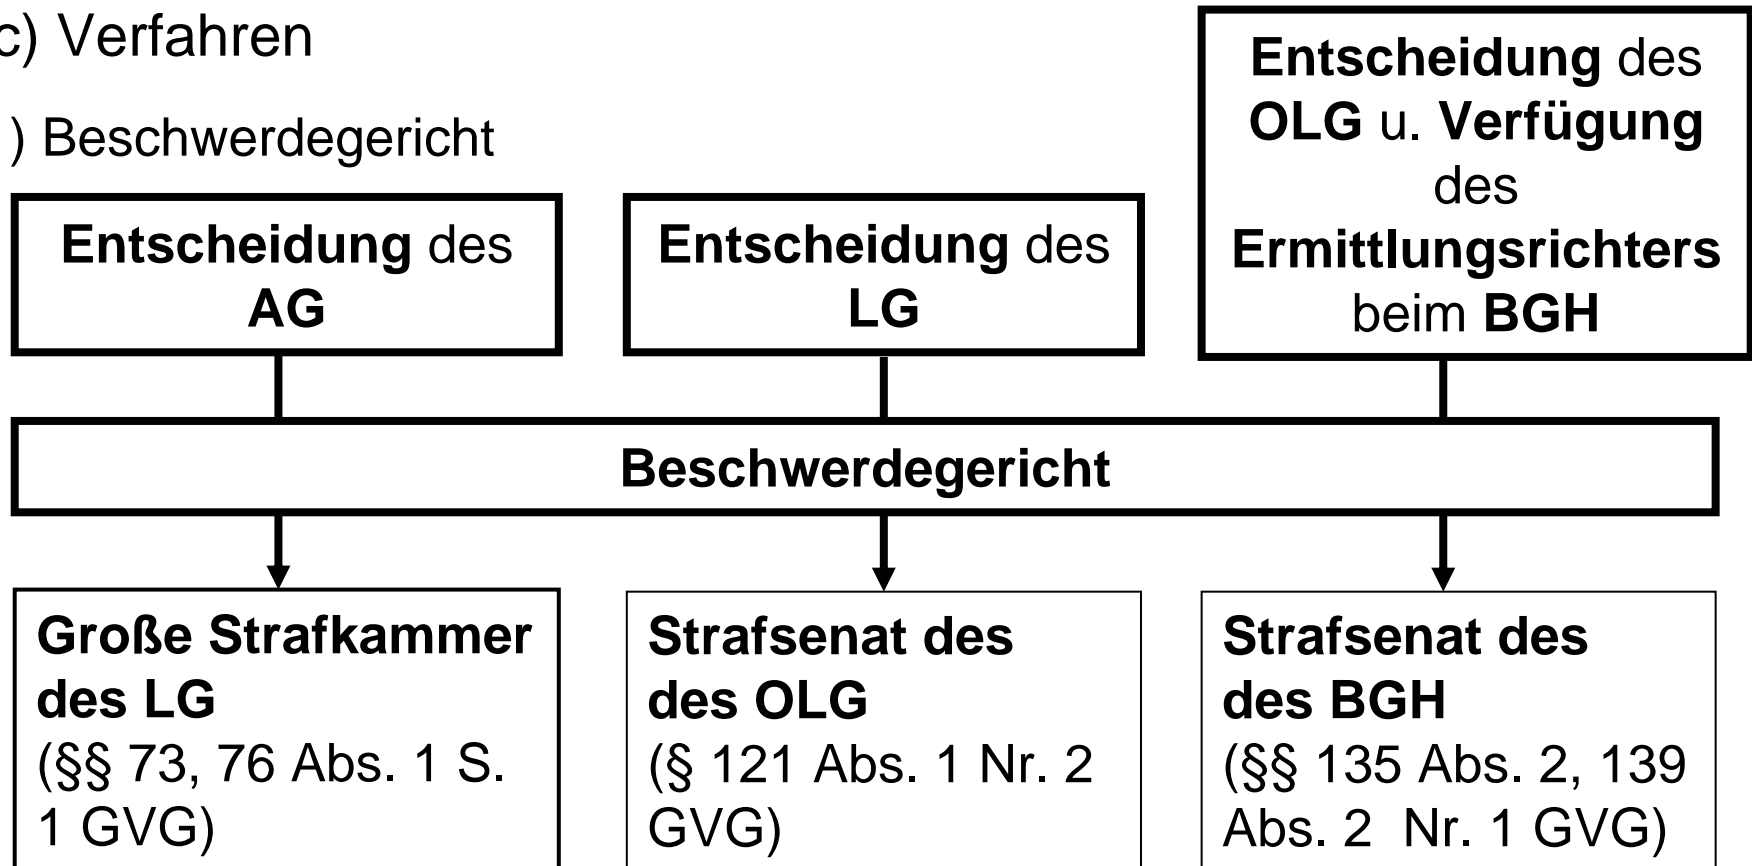 c) Verfahren
) Beschwerdegericht
Entscheidung des
AG
Entscheidung des
LG
Entscheidung des
OLG u. Verfügung
des
Ermittlungsrichters
beim BGH
Beschwerdegericht
Große Strafkammer
des LG
(§§ 73, 76 Abs. 1 S.
1 GVG)
Strafsenat des
des OLG
(§ 121 Abs. 1 Nr. 2
GVG)
Strafsenat des
des BGH
(§§ 135 Abs. 2, 139
Abs. 2  Nr. 1 GVG)